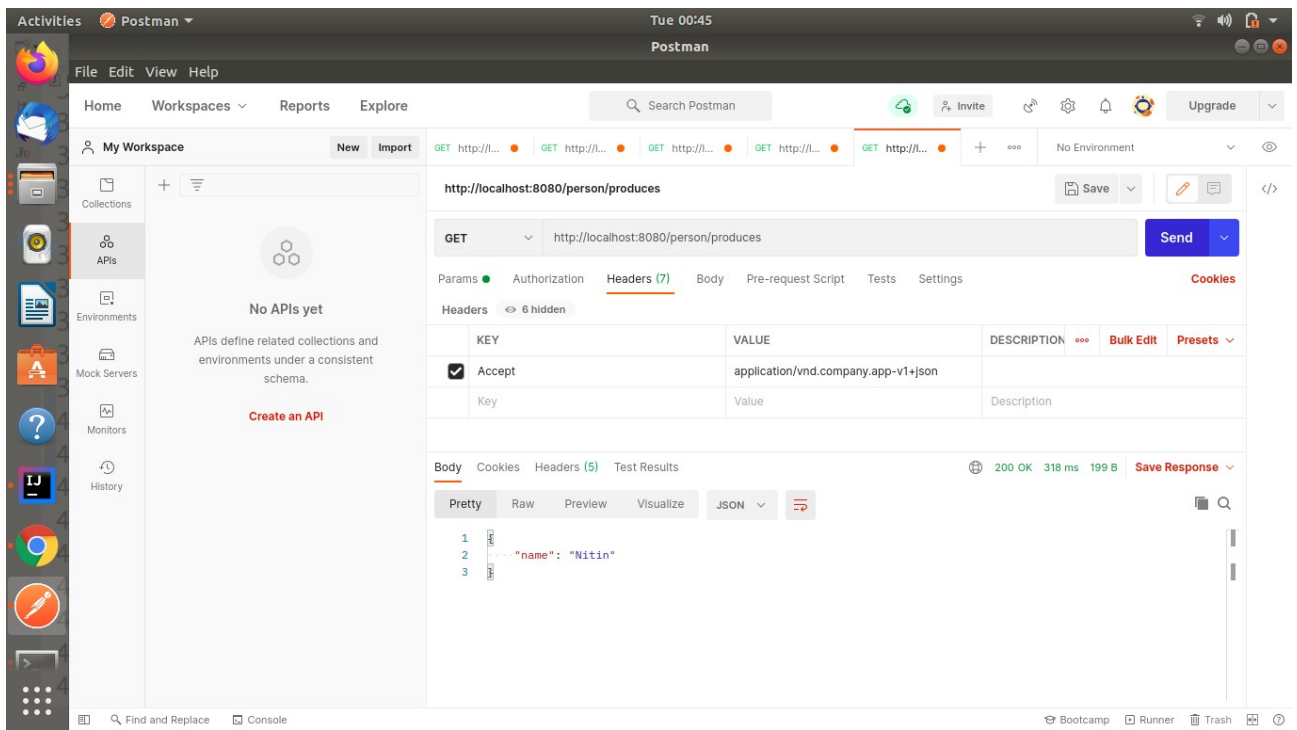 Activities Postman Tue 00:45
Postman
File Edit View Help
Home Workspaces Reports Explore Search Postman Invite Upgrade
My Workspace New Import GET http://l... GET http://l... GET http://l... GET http://l... GET http://l... No Environment
Collections
APIs
Environments
Mock Servers
Monitors
History
No APIs yet
APIs define related collections and
environments under a consistent
schema.
Create an API
http://localhost:8080/person/produces Save
GET http://localhost:8080/person/produces Send
Params Authorization Headers (7) Body Pre-request Script Tests Settings Cookies
Headers 6 hidden
KEY VALUE DESCRIPTION Bulk Edit Presets
Accept application/vnd.company.app-v1+json
Key Value Description
Body Cookies Headers (5) Test Results 200 OK 318 ms 199 B Save Response
Pretty Raw Preview Visualize JSON
1 {
2 "name": "Nitin"
3 }
Find and Replace Console Bootcamp Runner Trash